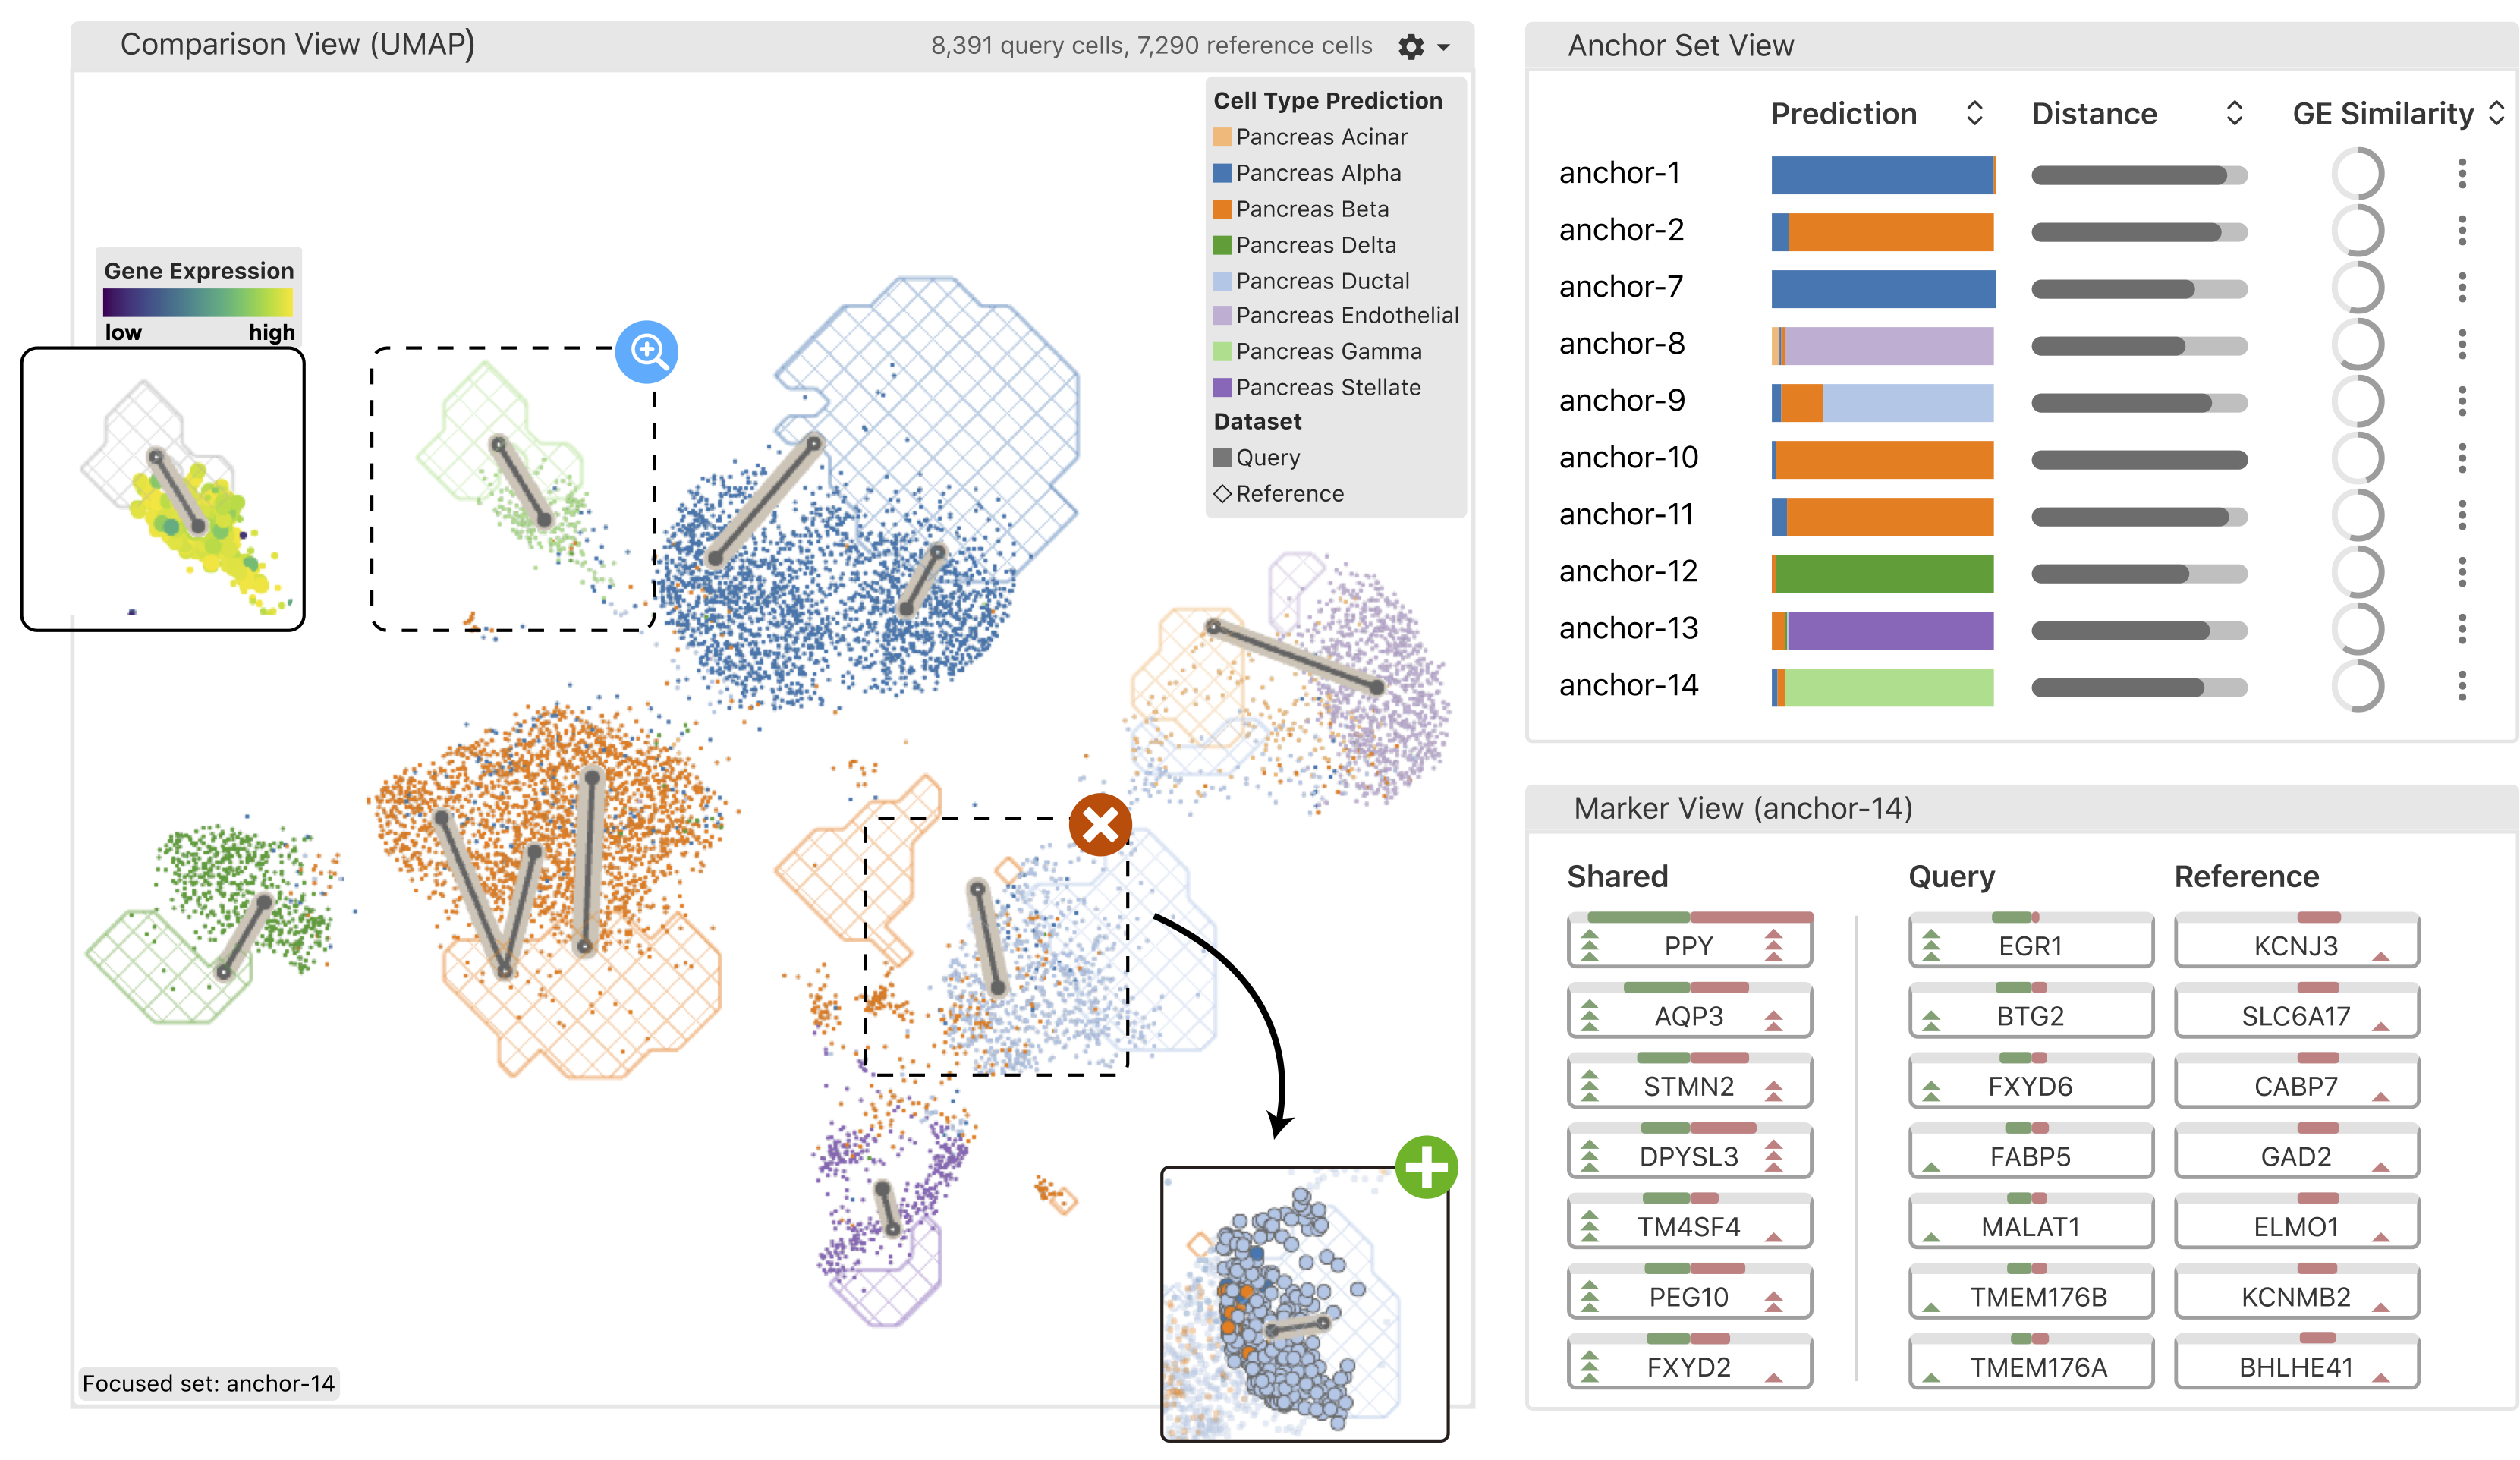 Comparison View (UMAP)
8,391 query cells, 7,290 reference cells
Cell Type Prediction
Pancreas Acinar
Pancreas Alpha
Pancreas Beta
Pancreas Delta
Pancreas Ductal
Pancreas Endothelial
Pancreas Gamma
Pancreas Stellate
Dataset
Query
Reference
Gene Expression
low high
Focused set: anchor-14
Anchor Set View
Prediction Distance GE Similarity
anchor-1
anchor-2
anchor-7
anchor-8
anchor-9
anchor-10
anchor-11
anchor-12
anchor-13
anchor-14
Marker View (anchor-14)
Shared Query Reference
PPY EGR1 KCNJ3
AQP3 BTG2 SLC6A17
STMN2 FXYD6 CABP7
DPYSL3 FABP5 GAD2
TM4SF4 MALAT1 ELMO1
PEG10 TMEM176B KCNMB2
FXYD2 TMEM176A BHLHE41